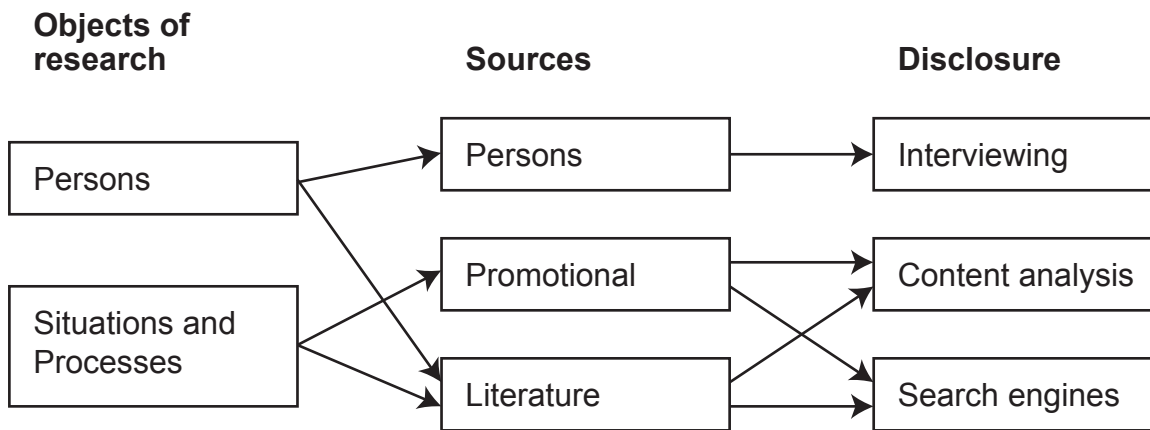 Objects of
research
Sources
Disclosure
Persons
Persons
Interviewing
Situations and
Processes
Promotional
Content analysis
Literature
Search engines